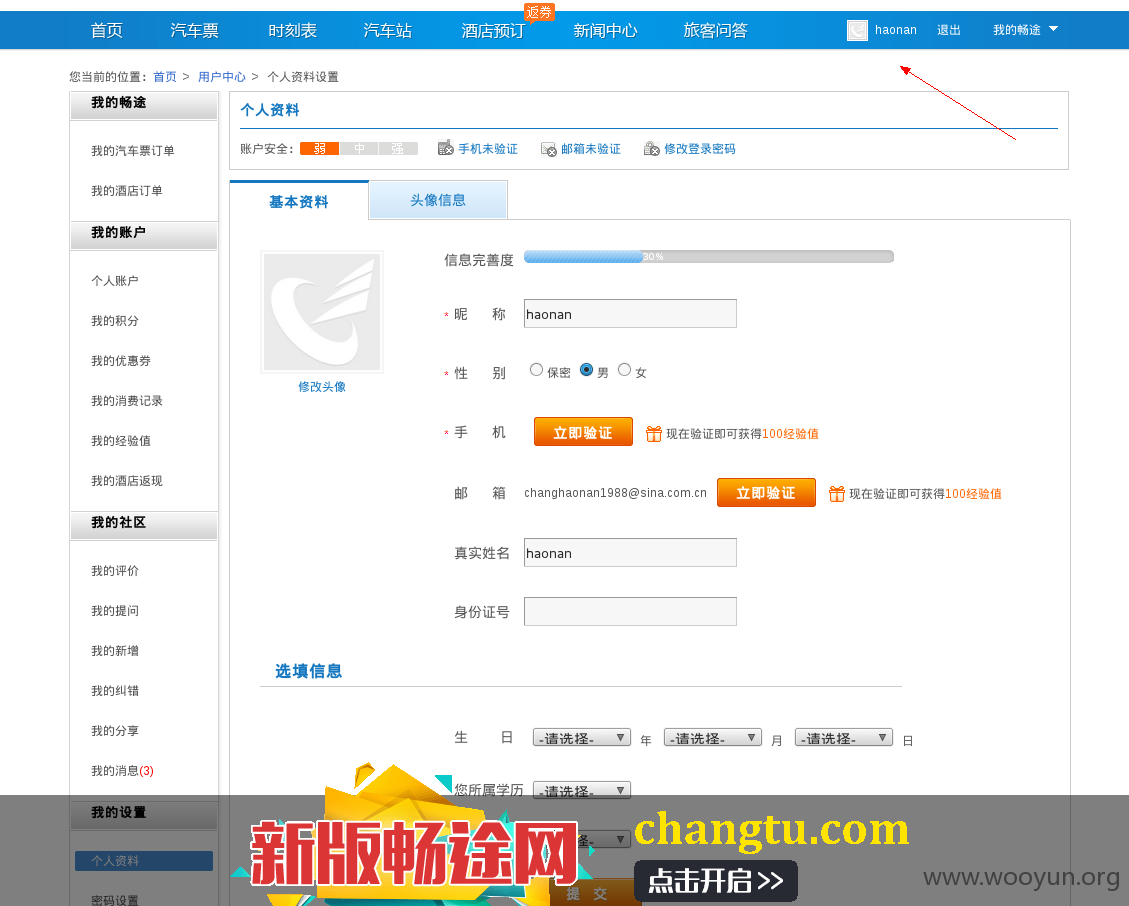 返券
首页 汽车票 时刻表 汽车站 酒店预订 新闻中心 旅客问答 haonan 退出 我的畅途
您当前的位置：首页 > 用户中心 > 个人资料设置
我的畅途
我的汽车票订单
我的酒店订单
我的账户
个人账户
我的积分
我的优惠券
我的消费记录
我的经验值
我的酒店返现
我的社区
我的评价
我的提问
我的新增
我的纠错
我的分享
我的消息(3)
我的设置
个人资料
密码设置
个人资料
账户安全： 弱 中 强 手机未验证 邮箱未验证 修改登录密码
基本资料 头像信息
修改头像
信息完善度 30%
* 昵 称 haonan
* 性 别 保密 男 女
* 手 机 立即验证 现在验证即可获得100经验值
邮 箱 changhaonan1988@sina.com.cn 立即验证 现在验证即可获得100经验值
真实姓名 haonan
身份证号
选填信息
生 日 -请选择- 年 -请选择- 月 -请选择- 日
您所属学历 -请选择-
提 交
新版畅途网
changtu.com
点击开启>>
www.wooyun.org